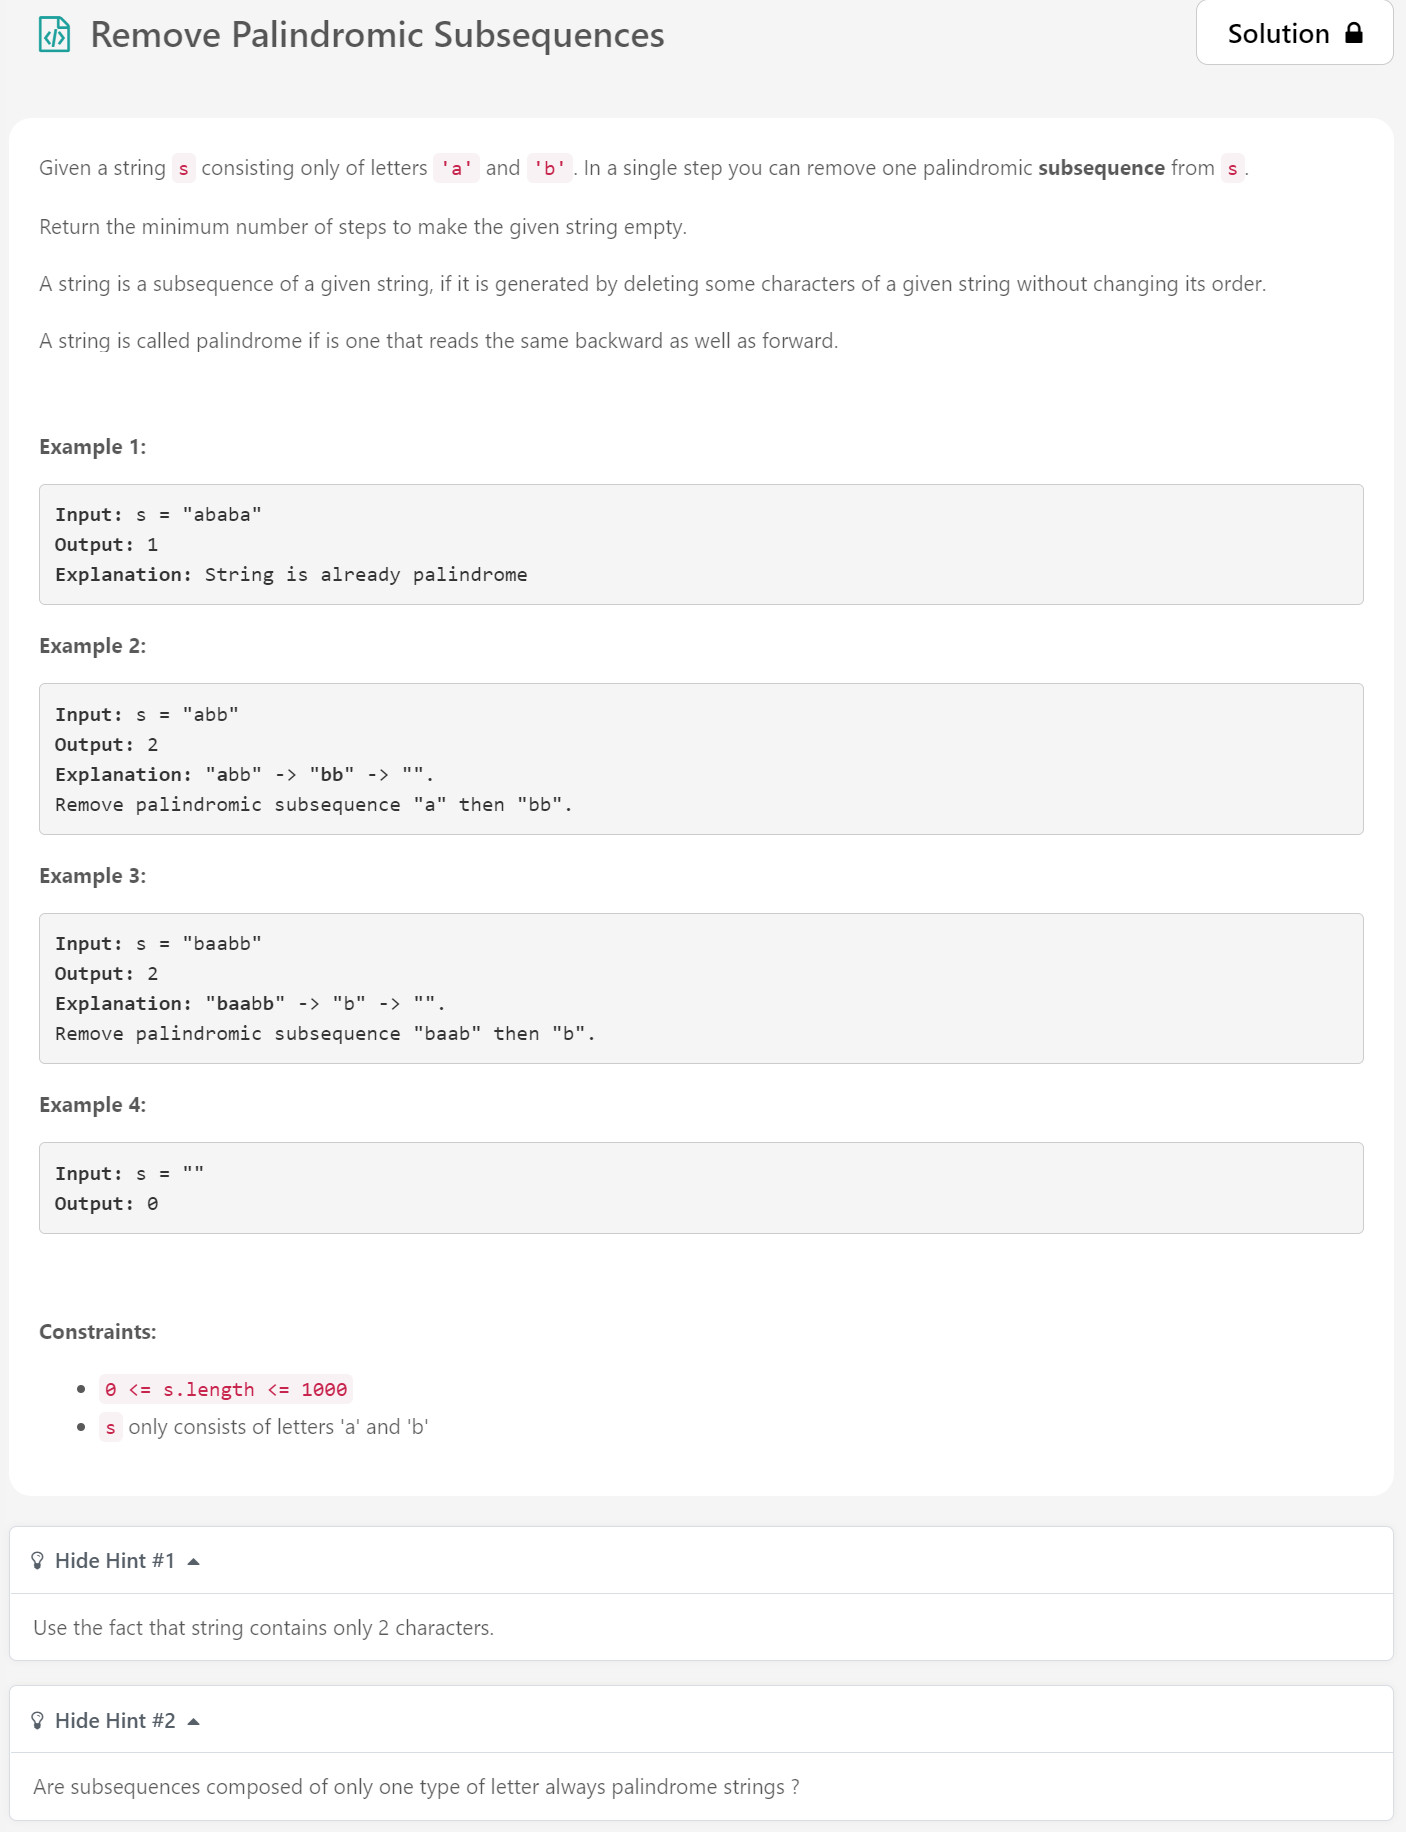 Remove Palindromic Subsequences
Solution
Given a string s consisting only of letters 'a' and 'b'. In a single step you can remove one palindromic subsequence from s.
Return the minimum number of steps to make the given string empty.
A string is a subsequence of a given string, if it is generated by deleting some characters of a given string without changing its order.
A string is called palindrome if is one that reads the same backward as well as forward.
Example 1:
Input: s = "ababa"
Output: 1
Explanation: String is already palindrome
Example 2:
Input: s = "abb"
Output: 2
Explanation: "abb" -> "bb" -> "".
Remove palindromic subsequence "a" then "bb".
Example 3:
Input: s = "baabb"
Output: 2
Explanation: "baabb" -> "b" -> "".
Remove palindromic subsequence "baab" then "b".
Example 4:
Input: s = ""
Output: 0
Constraints:
0 <= s.length <= 1000
s only consists of letters 'a' and 'b'
Hide Hint #1
Use the fact that string contains only 2 characters.
Hide Hint #2
Are subsequences composed of only one type of letter always palindrome strings ?